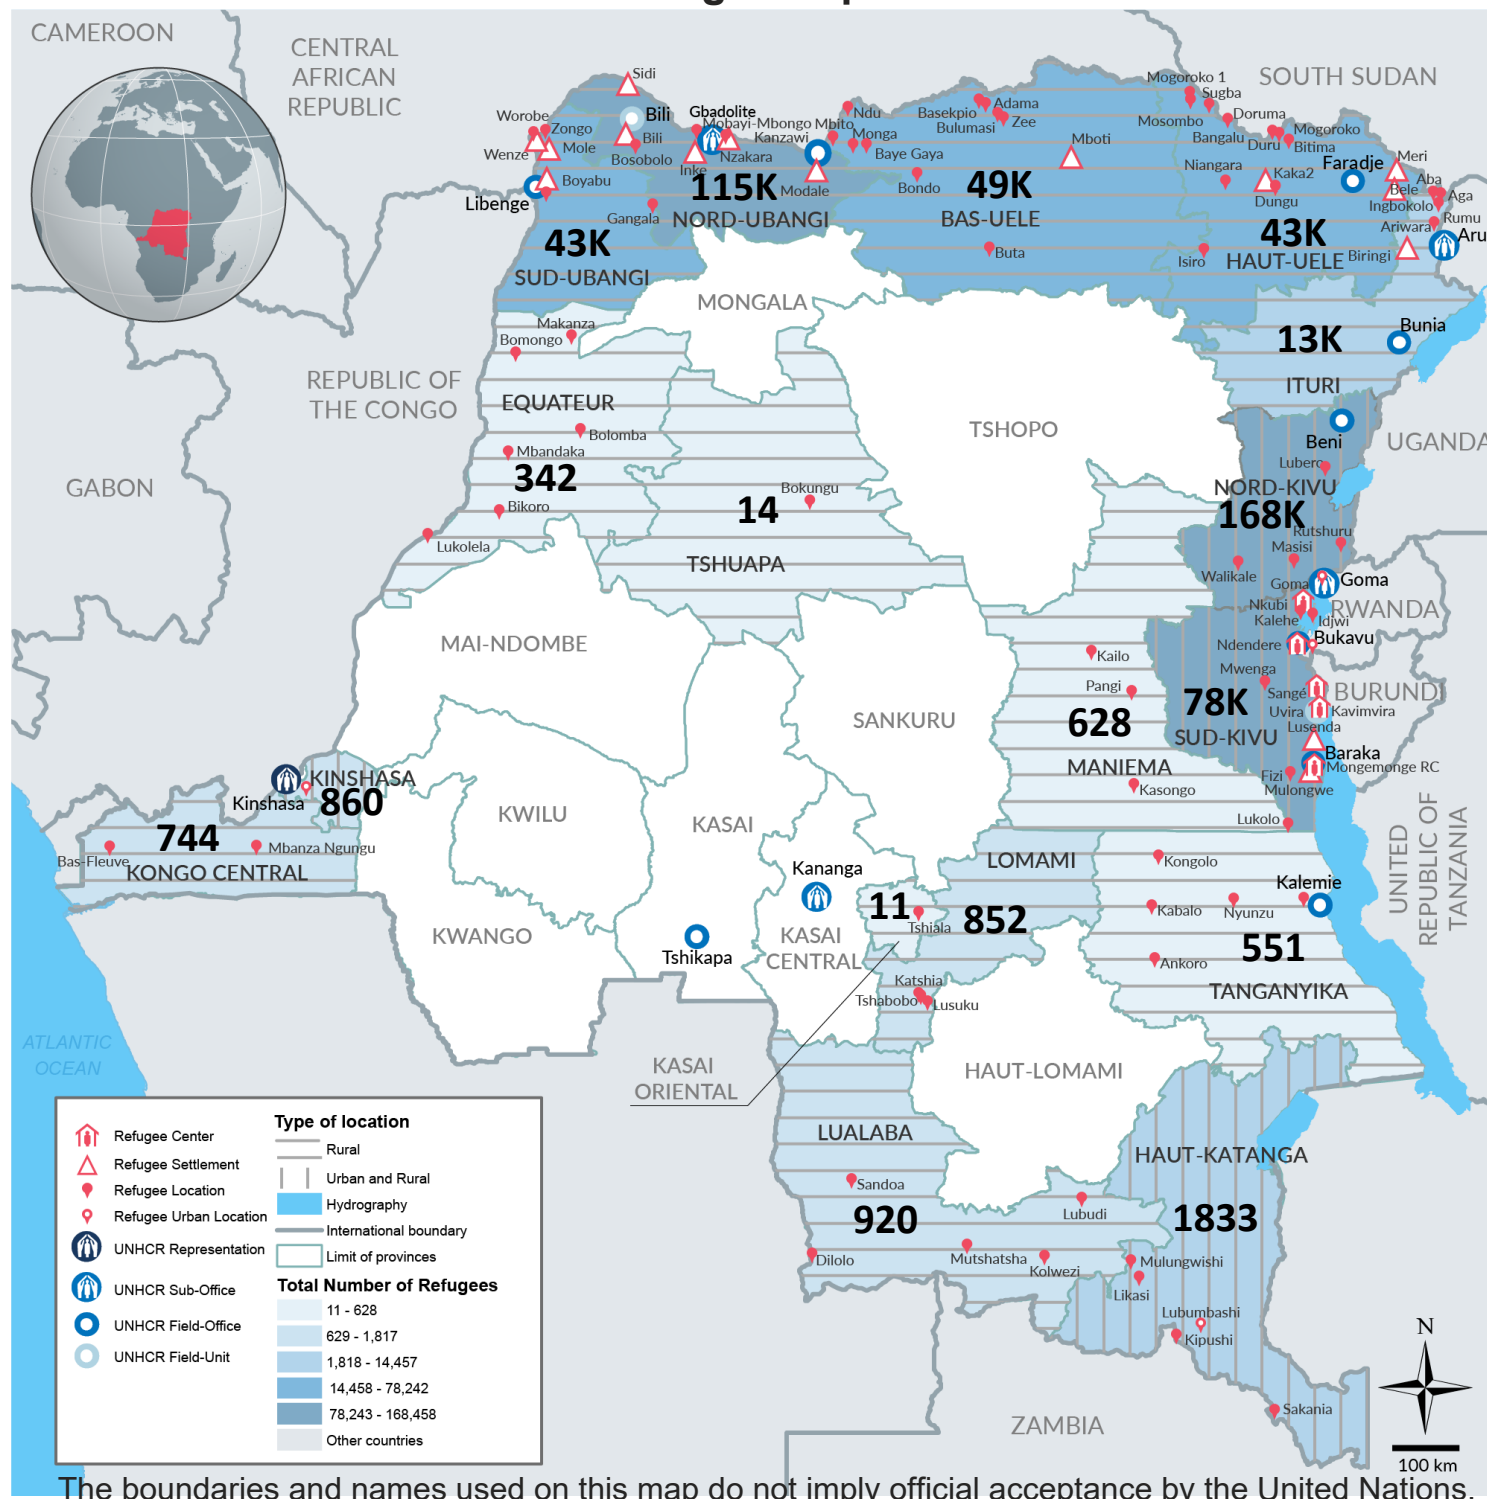 CAMEROON
CENTRAL
AFRICAN
REPUBLIC
SOUTH SUDAN
Sidi
Bili
Bili
Worobe
Zongo
Wenze
Mole
Bosobolo
Boyabu
Libenge
Gbadolite
Mobayi-Mbongo
Mbito
Kanzawi
Nzakara
Inke
Modale
Gangala
Ndu
Monga
Baye Gaya
Bondo
Basekpio
Adama
Bulumasi
Zee
Mboti
Buta
Mogoroko 1
Sugba
Mosombo
Doruma
Bangalu
Mogoroko
Duru
Bitima
Niangara
Kaka2
Dungu
Faradje
Meri
Aba
Bele
Aga
Ingbokolo
Rumu
Ariwara
Aru
Biringi
Isiro
115K
NORD-UBANGI
49K
BAS-UELE
43K
HAUT-UELE
43K
SUD-UBANGI
MONGALA
13K
ITURI
Bunia
Makanza
Bomongo
REPUBLIC OF
THE CONGO
EQUATEUR
Bolomba
Mbandaka
342
Bikoro
Lukolela
Bokungu
14
TSHUAPA
TSHOPO
Beni
UGANDA
Lubero
NORD-KIVU
168K
Rutshuru
Masisi
Walikale
Goma
Goma
GABON
Nkubi
RWANDA
Kalehe
Idjwi
Ndendere
Bukavu
MAI-NDOMBE
Kailo
Pangi
Mwenga
Sangé
BURUNDI
78K
Uvira
Kavimvira
SUD-KIVU
Lusenda
628
MANIEMA
Kasongo
Baraka
Mongemonge RC
Fizi
Mulongwe
Lukolo
SANKURU
KINSHASA
Kinshasa
860
744
Bas-Fleuve
Mbanza Ngungu
KONGO CENTRAL
KWILU
KASAI
KWANGO
Kananga
Tshikapa
KASAI
CENTRAL
11
Tshiala
LOMAMI
852
Kongolo
Kalemie
Kabalo
Nyunzu
551
Ankoro
TANGANYIKA
UNITED
REPUBLIC OF
TANZANIA
Katshia
Tshabobo
Lusuku
KASAI
ORIENTAL
HAUT-LOMAMI
ATLANTIC
OCEAN
LUALABA
Sandoa
920
Lubudi
Dilolo
Mutshatsha
Kolwezi
HAUT-KATANGA
1833
Mulungwishi
Likasi
Lubumbashi
Kipushi
Sakania
ZAMBIA
N
100 km
Refugee Center
Refugee Settlement
Refugee Location
Refugee Urban Location
UNHCR Representation
UNHCR Sub-Office
UNHCR Field-Office
UNHCR Field-Unit
Type of location
Rural
Urban and Rural
Hydrography
International boundary
Limit of provinces
Total Number of Refugees
11 - 628
629 - 1,817
1,818 - 14,457
14,458 - 78,242
78,243 - 168,458
Other countries
The boundaries and names used on this map do not imply official acceptance by the United Nations.